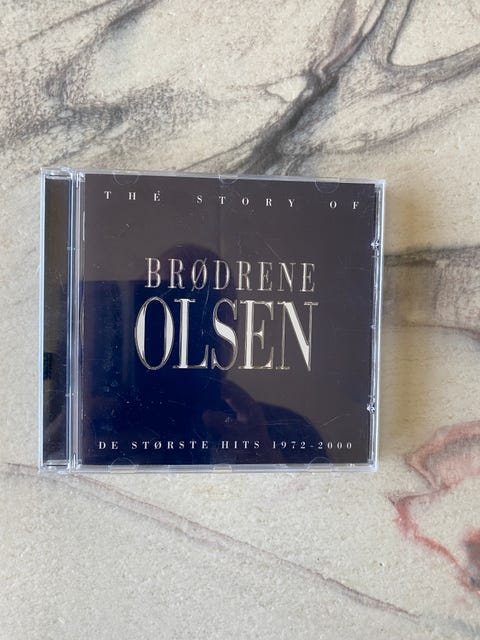 THE STORY OF
BRØDRENE
OLSEN
DE STØRSTE HITS 1972-2000